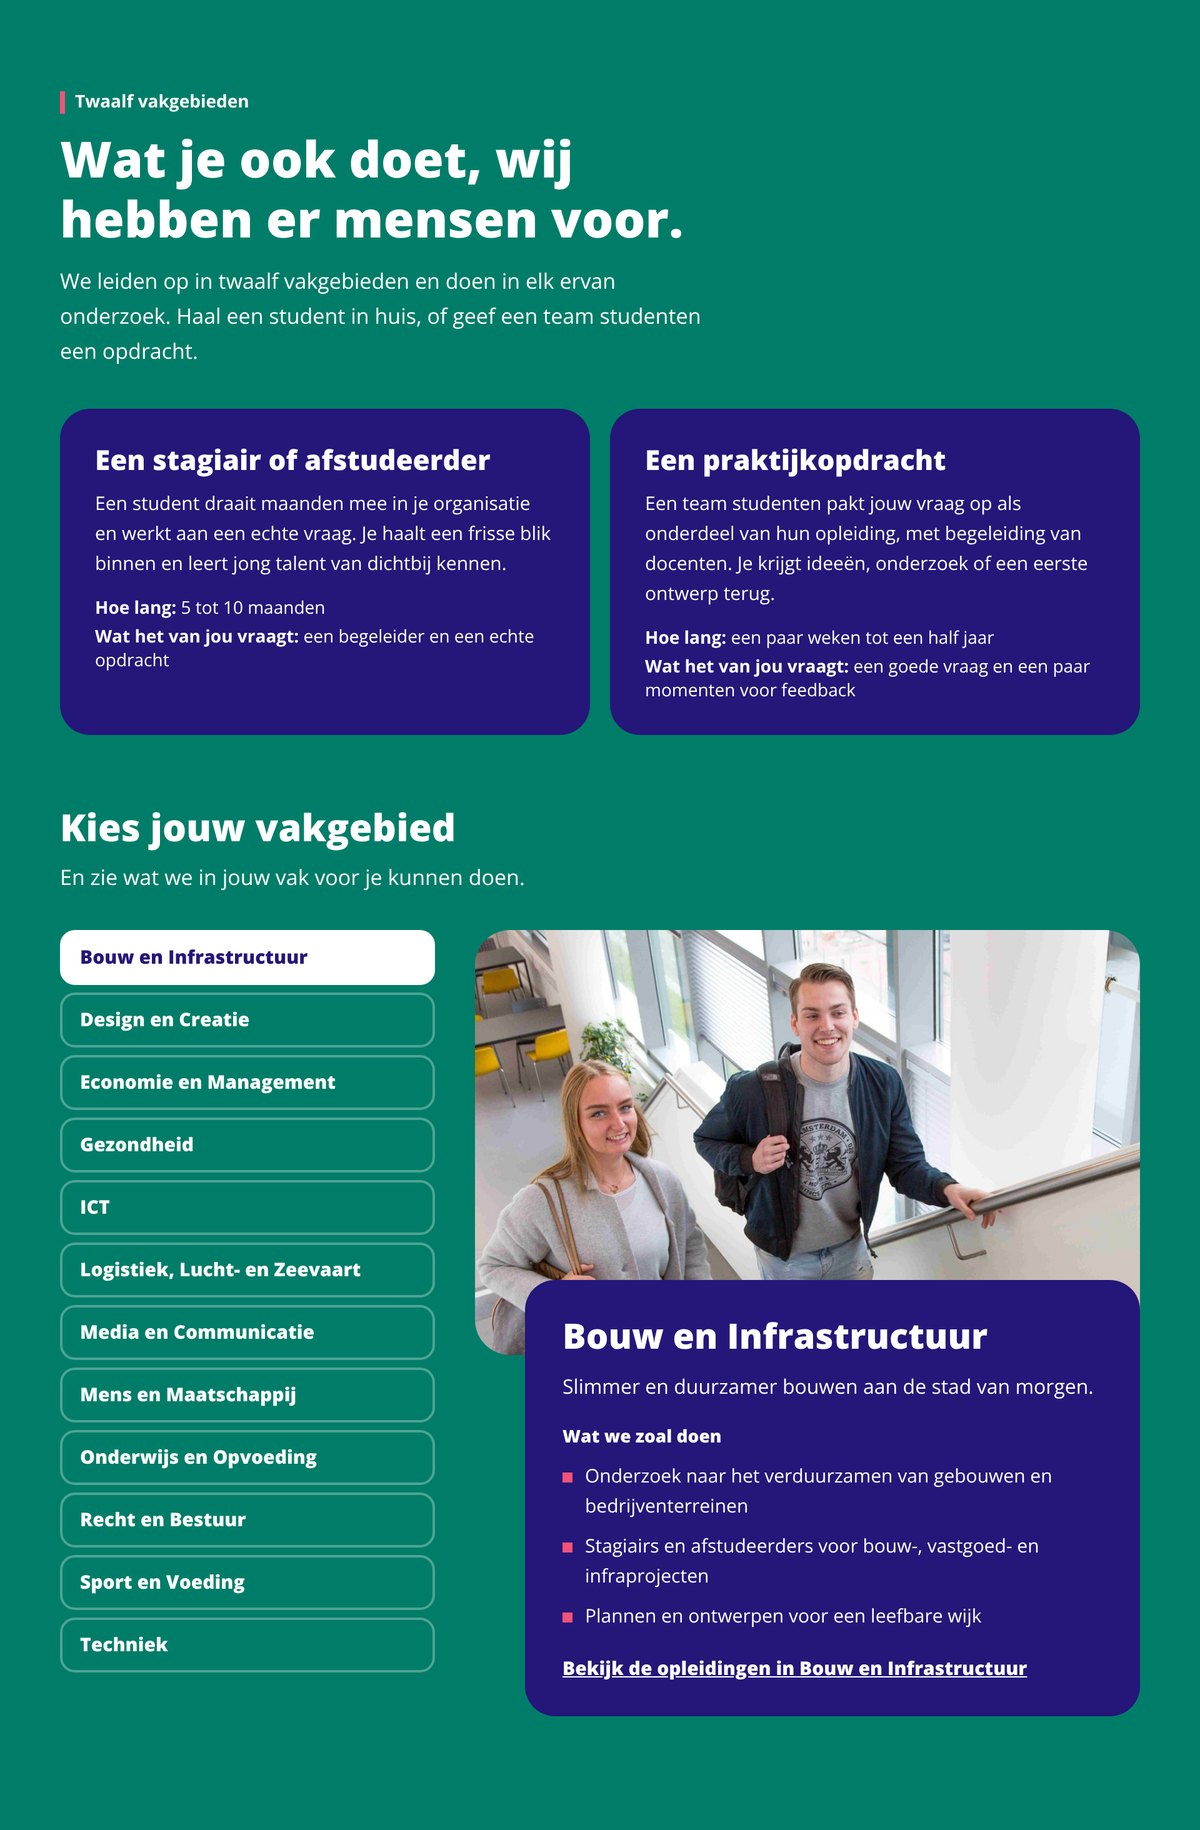 Twaalf vakgebieden
Wat je ook doet, wij
hebben er mensen voor.
We leiden op in twaalf vakgebieden en doen in elk ervan
onderzoek. Haal een student in huis, of geef een team studenten
een opdracht.
Een stagiair of afstudeerder
Een student draait maanden mee in je organisatie
en werkt aan een echte vraag. Je haalt een frisse blik
binnen en leert jong talent van dichtbij kennen.
Hoe lang: 5 tot 10 maanden
Wat het van jou vraagt: een begeleider en een echte
opdracht
Een praktijkopdracht
Een team studenten pakt jouw vraag op als
onderdeel van hun opleiding, met begeleiding van
docenten. Je krijgt ideeën, onderzoek of een eerste
ontwerp terug.
Hoe lang: een paar weken tot een half jaar
Wat het van jou vraagt: een goede vraag en een paar
momenten voor feedback
Kies jouw vakgebied
En zie wat we in jouw vak voor je kunnen doen.
Bouw en Infrastructuur
Design en Creatie
Economie en Management
Gezondheid
ICT
Logistiek, Lucht- en Zeevaart
Media en Communicatie
Mens en Maatschappij
Onderwijs en Opvoeding
Recht en Bestuur
Sport en Voeding
Techniek
AMSTERDAM
Bouw en Infrastructuur
Slimmer en duurzamer bouwen aan de stad van morgen.
Wat we zoal doen
Onderzoek naar het verduurzamen van gebouwen en
bedrijventerreinen
Stagiairs en afstudeerders voor bouw-, vastgoed- en
infraprojecten
Plannen en ontwerpen voor een leefbare wijk
Bekijk de opleidingen in Bouw en Infrastructuur